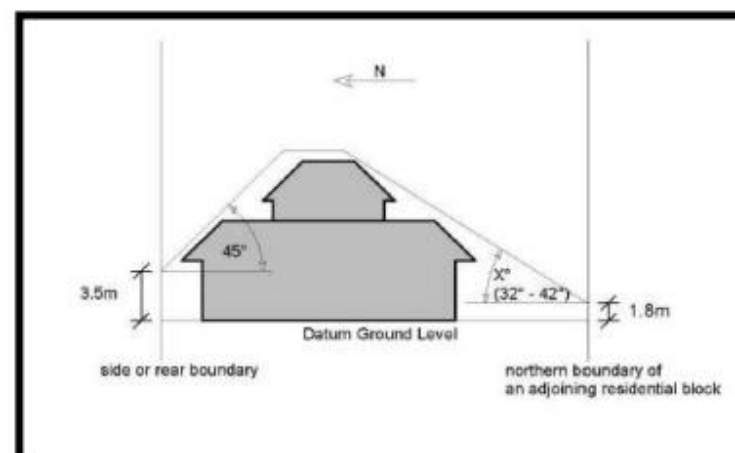 N
45°
X°
(32° - 42°)
3.5m
1.8m
Datum Ground Level
side or rear boundary
northern boundary of
an adjoining residential block